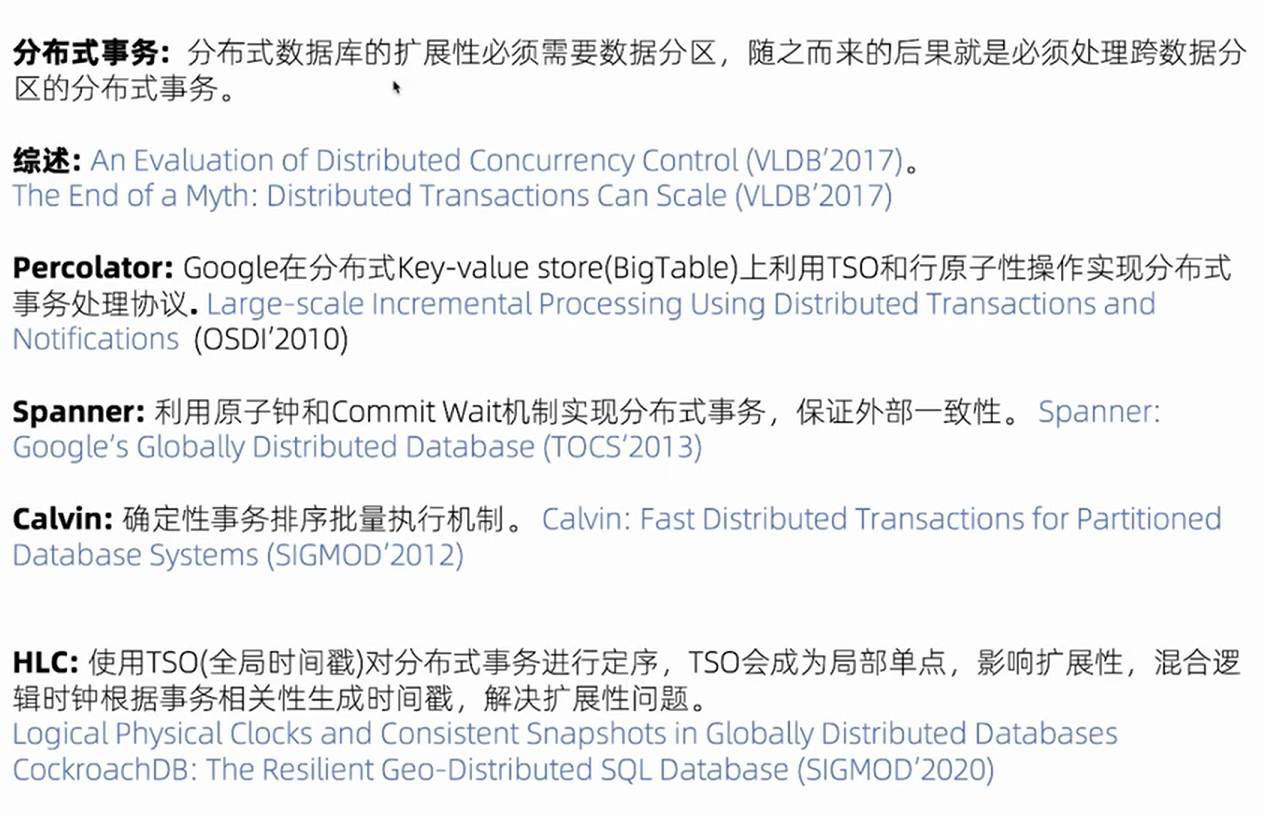 分布式事务：分布式数据库的扩展性必须需要数据分区，随之而来的后果就是必须处理跨数据分
区的分布式事务。
综述: An Evaluation of Distributed Concurrency Control (VLDB’2017)。
The End of a Myth: Distributed Transactions Can Scale (VLDB’2017)
Percolator: Google在分布式Key-value store(BigTable)上利用TSO和行原子性操作实现分布式
事务处理协议. Large-scale Incremental Processing Using Distributed Transactions and
Notifications (OSDI’2010)
Spanner: 利用原子钟和Commit Wait机制实现分布式事务，保证外部一致性。 Spanner:
Google’s Globally Distributed Database (TOCS’2013)
Calvin: 确定性事务排序批量执行机制。 Calvin: Fast Distributed Transactions for Partitioned
Database Systems (SIGMOD’2012)
HLC: 使用TSO(全局时间戳)对分布式事务进行定序，TSO会成为局部单点，影响扩展性，混合逻
辑时钟根据事务相关性生成时间戳，解决扩展性问题。
Logical Physical Clocks and Consistent Snapshots in Globally Distributed Databases
CockroachDB: The Resilient Geo-Distributed SQL Database (SIGMOD’2020)